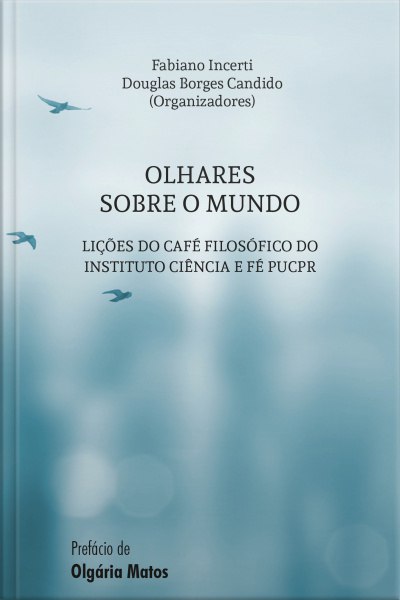 Fabiano Incerti
Douglas Borges Candido
(Organizadores)
OLHARES
SOBRE O MUNDO
LIÇÕES DO CAFÉ FILOSÓFICO DO
INSTITUTO CIÊNCIA E FÉ PUCPR
Prefácio de
Olgária Matos